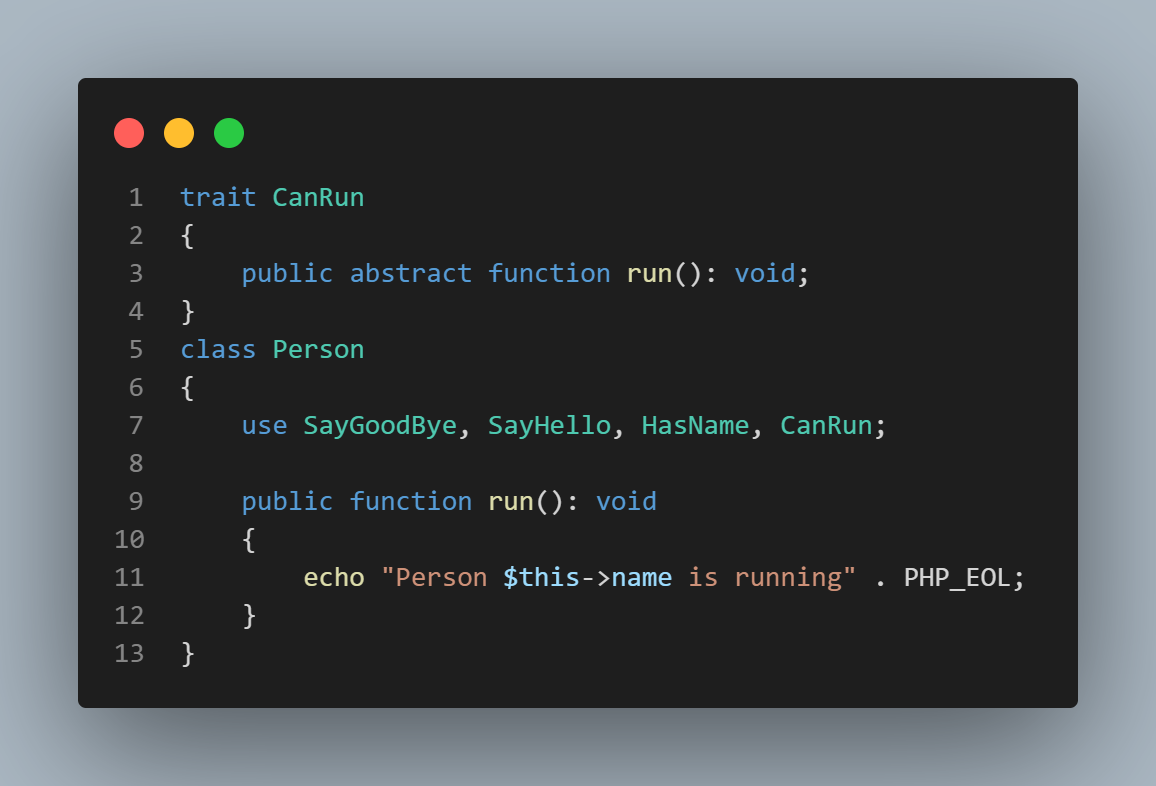 1 trait CanRun
2 {
3     public abstract function run(): void;
4 }
5 class Person
6 {
7     use SayGoodBye, SayHello, HasName, CanRun;
8
9     public function run(): void
10     {
11         echo "Person $this->name is running" . PHP_EOL;
12     }
13 }